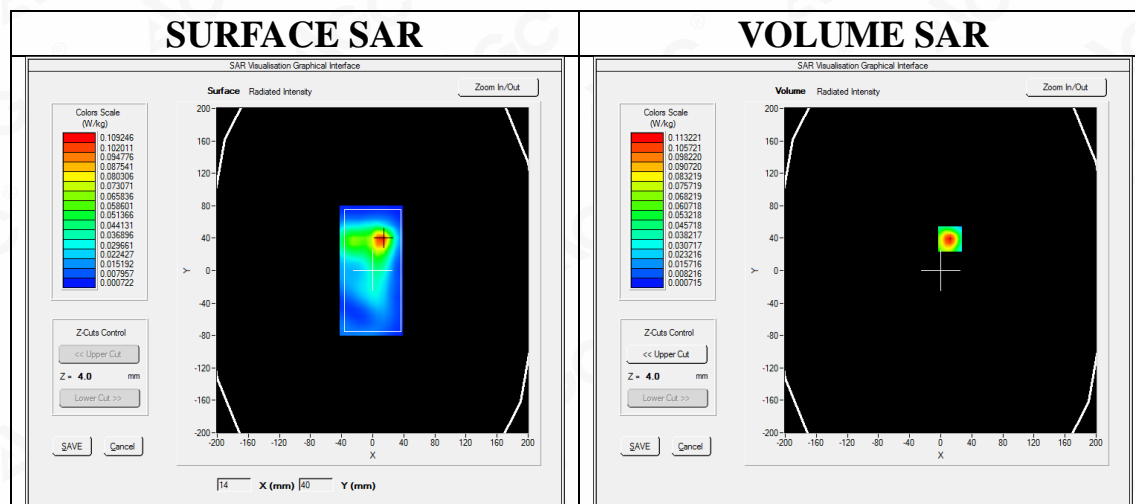 SURFACE SAR
VOLUME SAR
SAR Visualisation Graphical Interface
Surface Radiated Intensity
Zoom In/Out
Colors Scale
(W/kg)
0.109246
0.102011
0.094776
0.087541
0.080306
0.073071
0.065836
0.058601
0.051366
0.044131
0.036896
0.029661
0.022427
0.015192
0.007957
0.000722
Z-Cuts Control
<< Upper Cut
Z = 4.0 mm
Lower Cut >>
SAVE Cancel
200
160
120
80
40
0
-40
-80
-120
-160
-200
Y
-200 -160 -120 -80 -40 0 40 80 120 160 200
X
14 X (mm) 40 Y (mm)
SAR Visualisation Graphical Interface
Volume Radiated Intensity
Zoom In/Out
Colors Scale
(W/kg)
0.113221
0.105721
0.098220
0.090720
0.083219
0.075719
0.068219
0.060718
0.053218
0.045718
0.038217
0.030717
0.023216
0.015716
0.008216
0.000715
Z-Cuts Control
<< Upper Cut
Z = 4.0 mm
Lower Cut >>
SAVE Cancel
200
160
120
80
40
0
-40
-80
-120
-160
-200
Y
-200 -160 -120 -80 -40 0 40 80 120 160 200
X